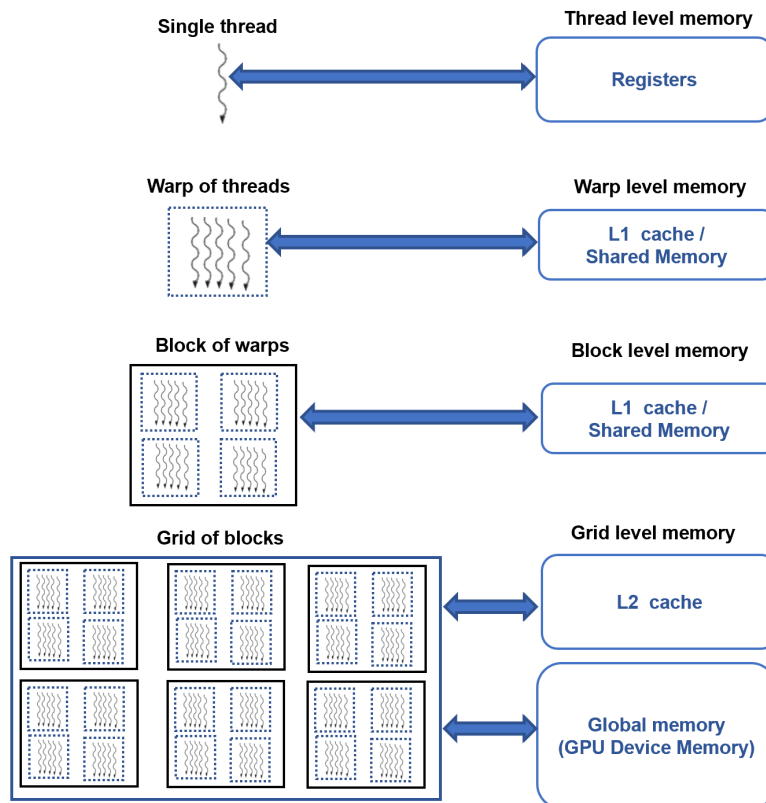 Single thread
Thread level memory
Registers
Warp of threads
Warp level memory
L1 cache /
Shared Memory
Block of warps
Block level memory
L1 cache /
Shared Memory
Grid of blocks
Grid level memory
L2 cache
Global memory
(GPU Device Memory)